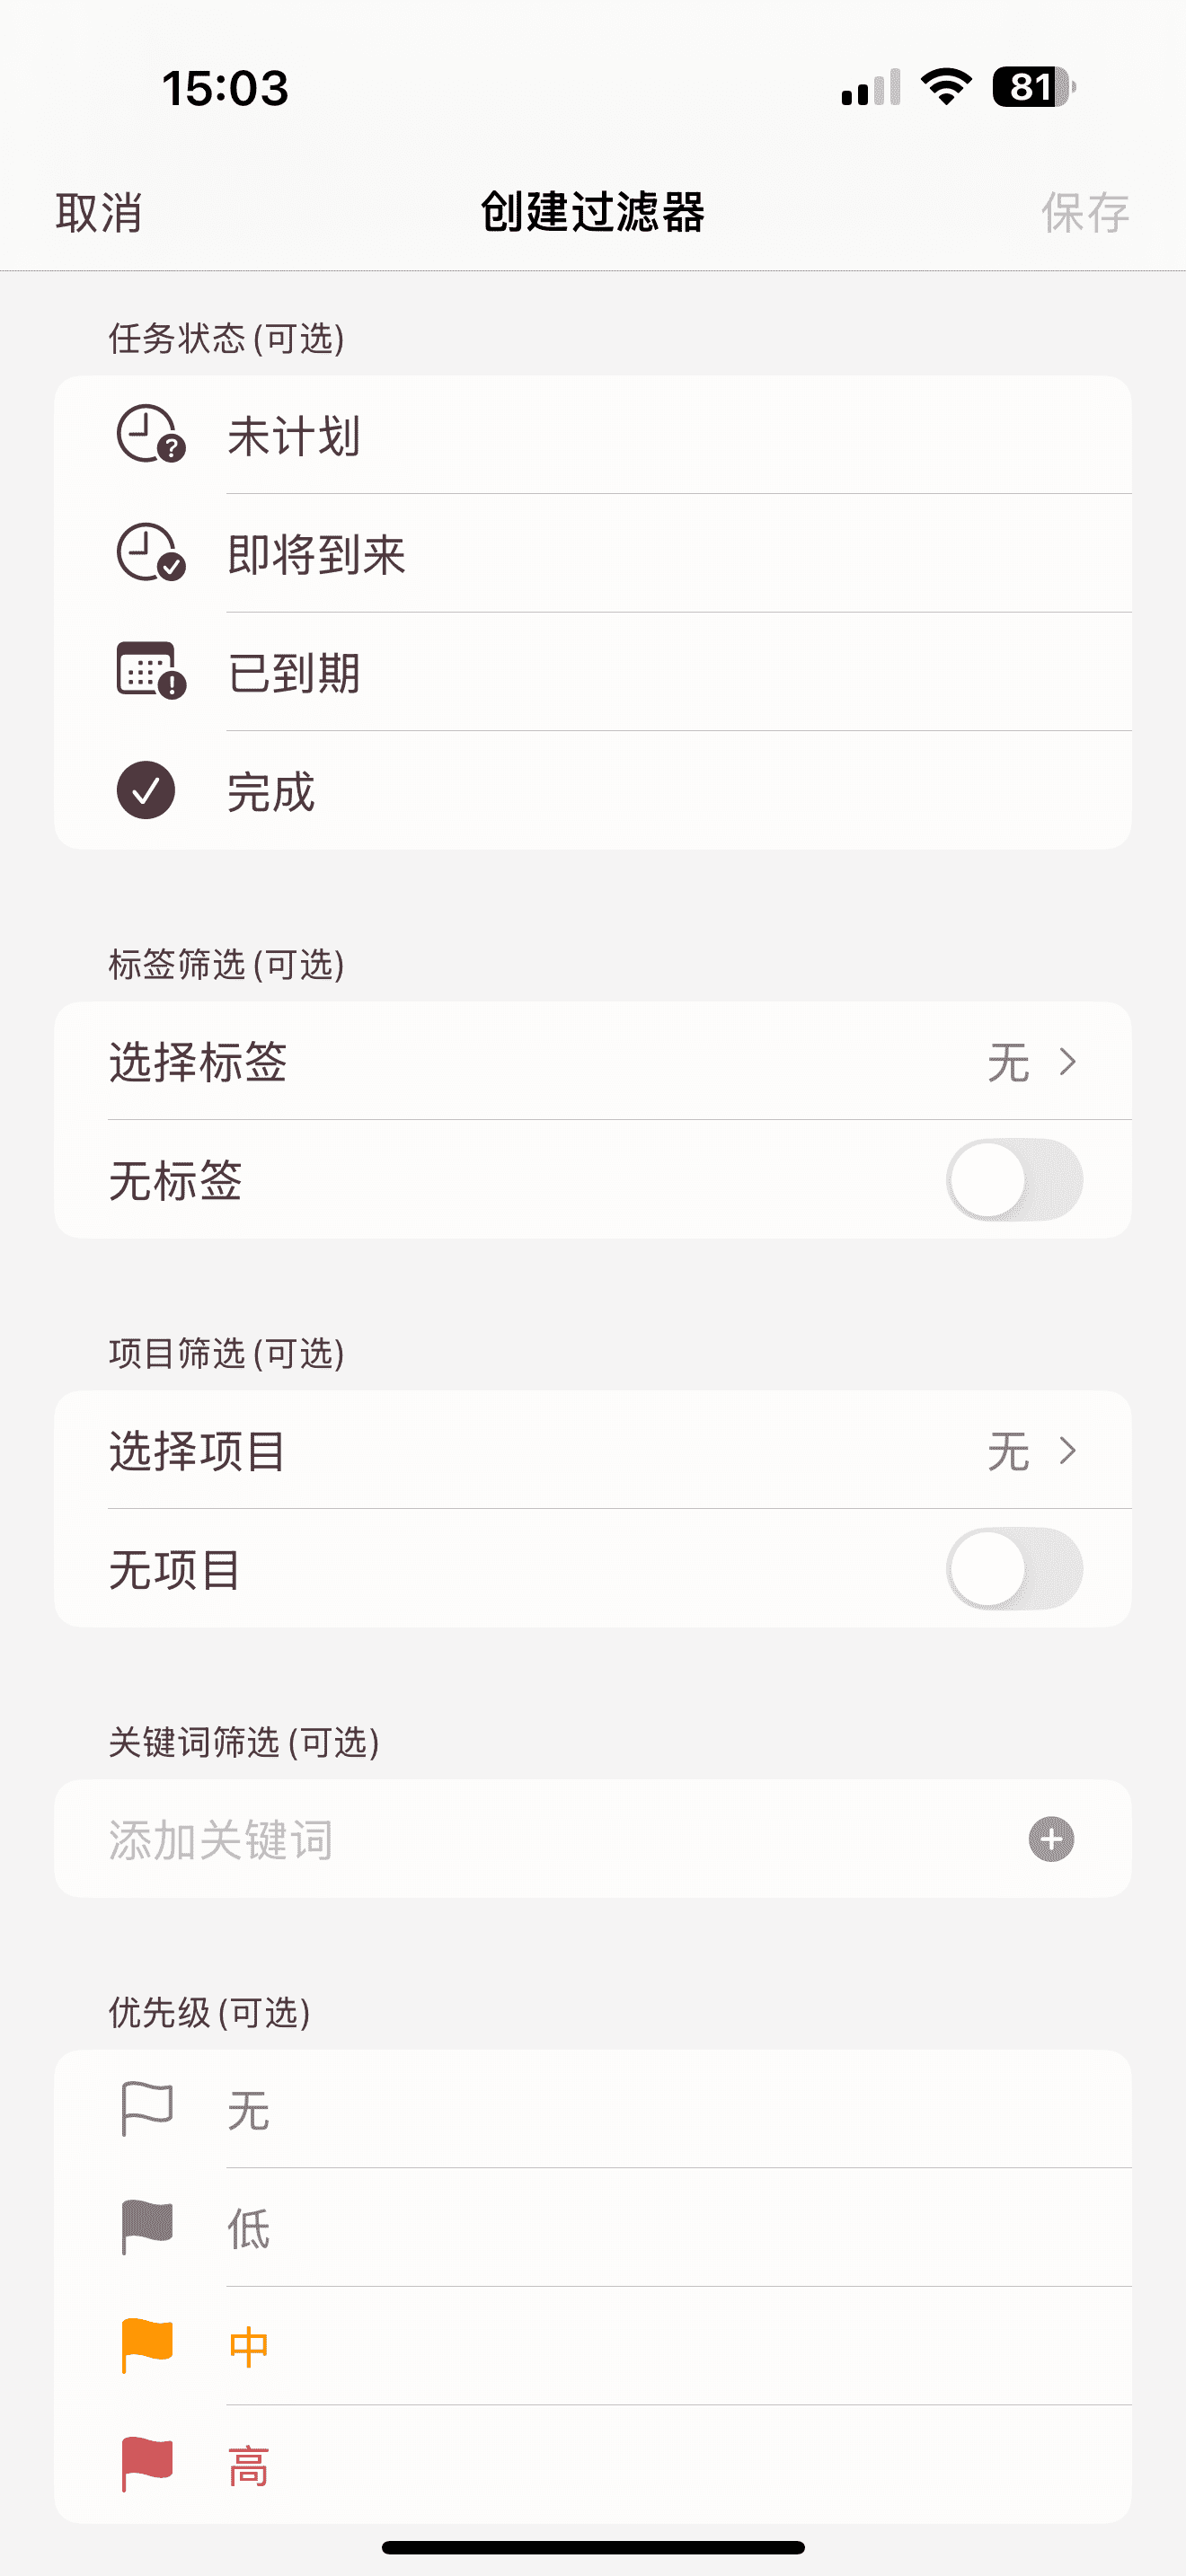 15:03
81
取消
创建过滤器
保存
任务状态 (可选)
未计划
即将到来
已到期
完成
标签筛选 (可选)
选择标签
无
无标签
项目筛选 (可选)
选择项目
无
无项目
关键词筛选 (可选)
添加关键词
优先级 (可选)
无
低
中
高